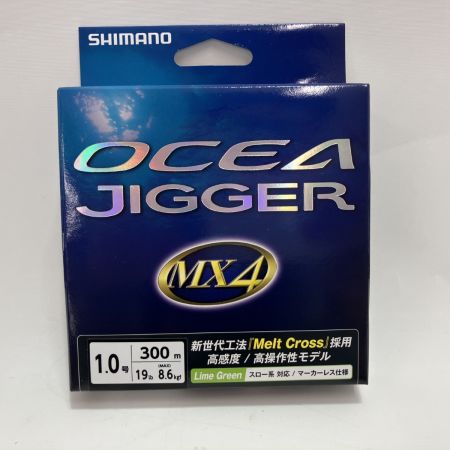 SHIMANO
OCEA
JIGGER
MX4
新世代工法『Melt Cross』採用
高感度 / 高操作性モデル
1.0号
300m
(MAX)
19lb 8.6kgf
Lime Green
スロー系 対応 / マーカーレス仕様